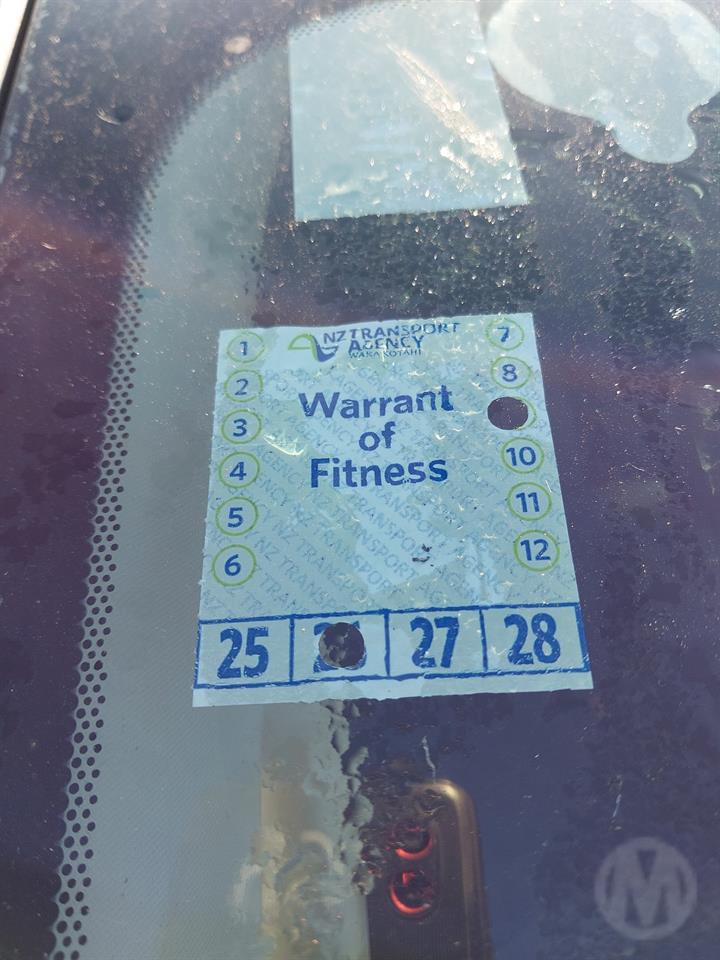 NZ TRANSPORT
AGENCY
WAKA KOTAHI
Warrant
of
Fitness
1
2
3
4
5
6
7
8
10
11
12
25
27
28
M